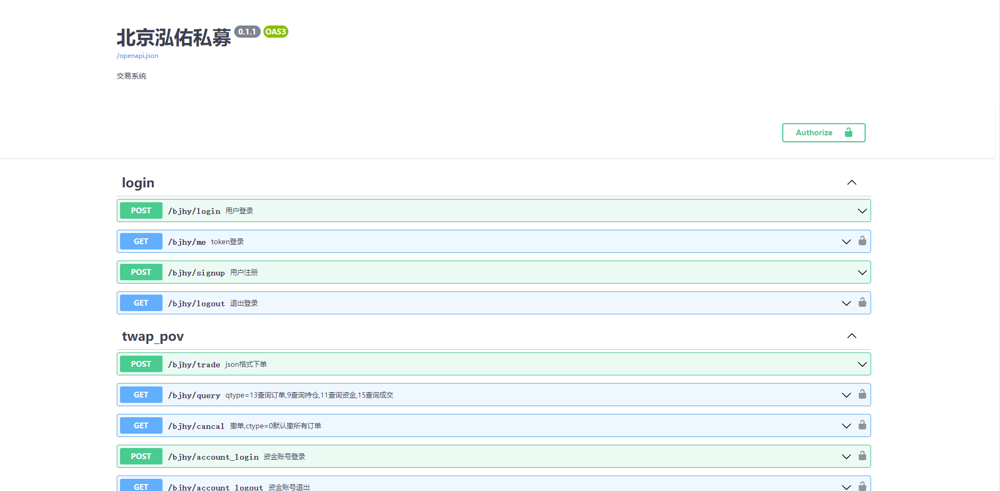 北京泓佑私募 0.1.1 OAS3
/openapi.json
交易系统
Authorize
login
POST /bjhy/login 用户登录
GET /bjhy/me token登录
POST /bjhy/signup 用户注册
GET /bjhy/logout 退出登录
twap_pov
POST /bjhy/trade json格式下单
GET /bjhy/query qtype=13查询订单,9查询持仓,11查询资金,15查询成交
GET /bjhy/cancal 撤单,ctype=0默认撤所有订单
POST /bjhy/account_login 资金账号登录
GET /bjhy/account_logout 资金账号退出